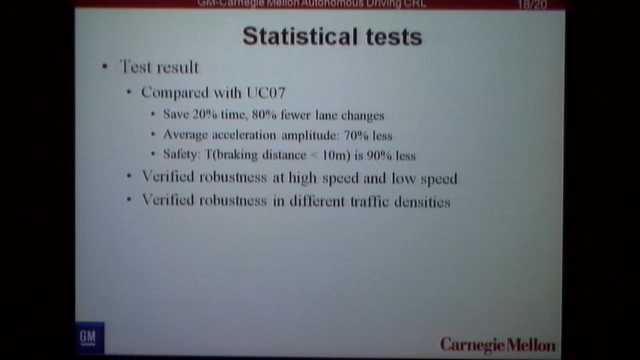 GM-Carnegie Mellon Autonomous Driving CRL
18/20
Statistical tests
• Test result
• Compared with UC07
• Save 20% time, 80% fewer lane changes
• Average acceleration amplitude: 70% less
• Safety: T(braking distance < 10m) is 90% less
• Verified robustness at high speed and low speed
• Verified robustness in different traffic densities
GM
Carnegie Mellon